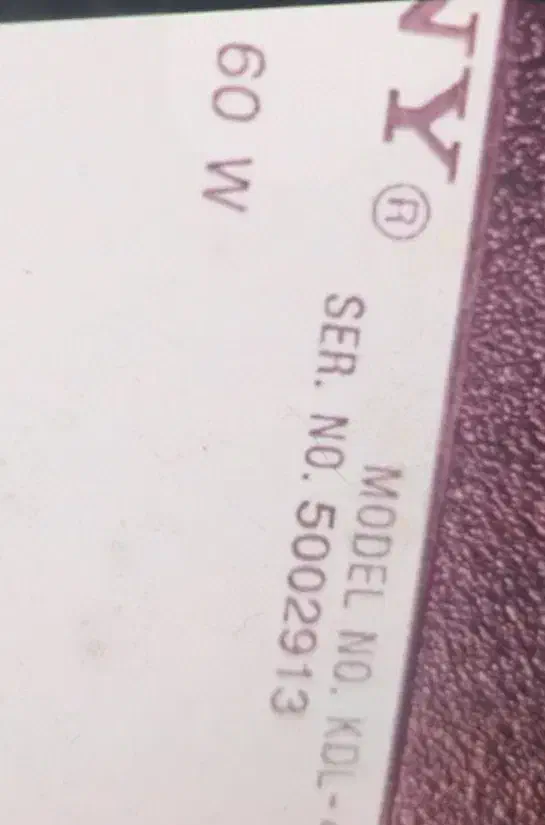 NY®
MODEL NO. KDL-
SER. NO. 5002913
60 W